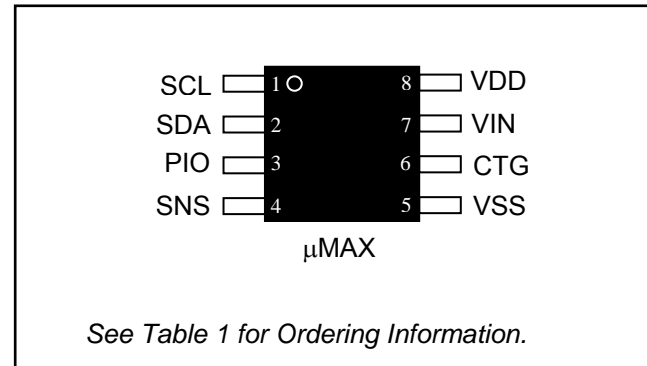 SCL 1 8 VDD
SDA 2 7 VIN
PIO 3 6 CTG
SNS 4 5 VSS
μMAX
See Table 1 for Ordering Information.